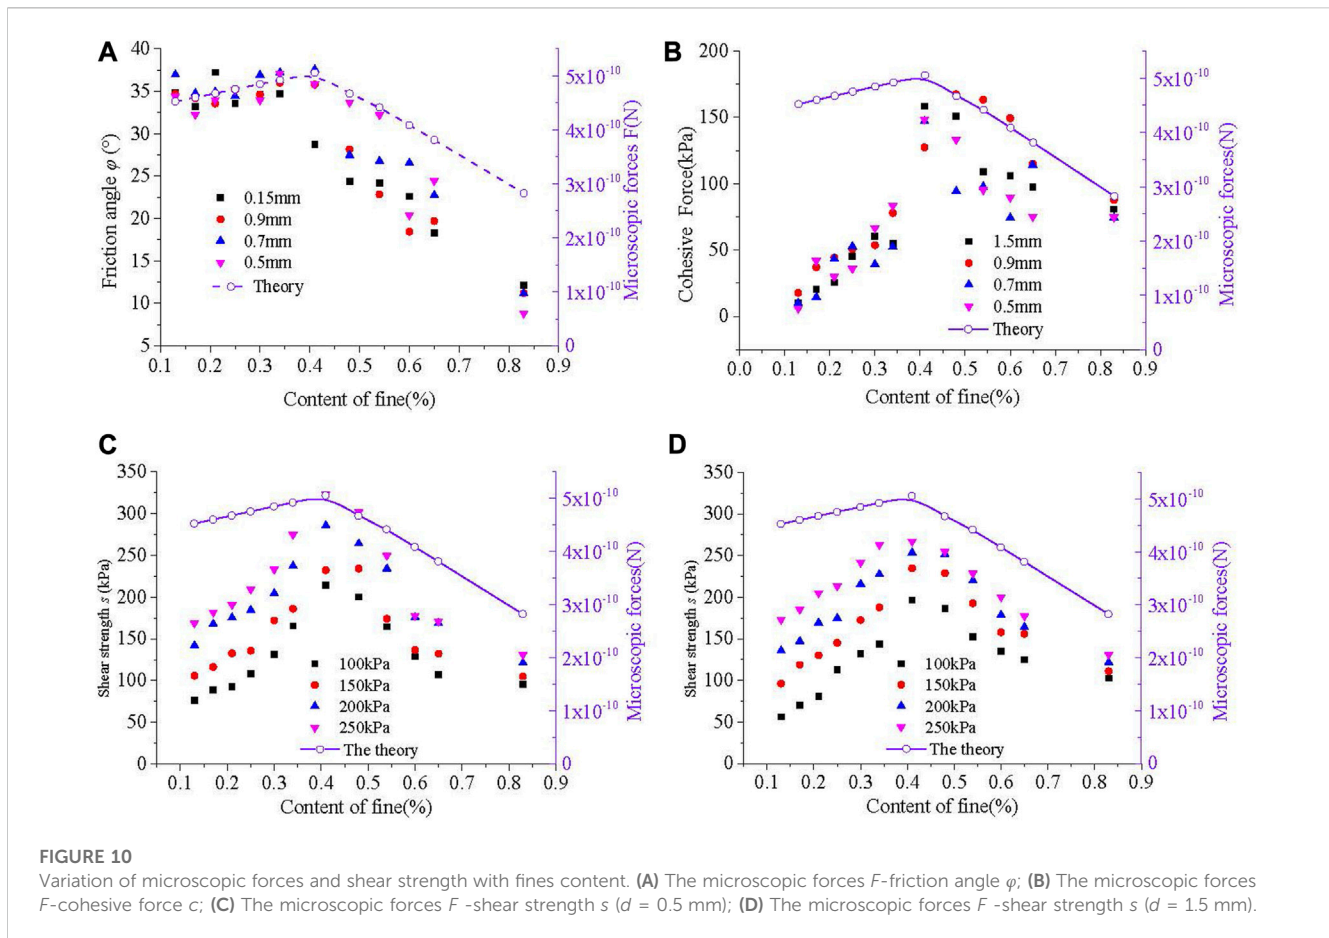 A
40
35
30
25
20
15
10
5
Friction angle φ (°)
0.15mm
0.9mm
0.7mm
0.5mm
Theory
0.1 0.2 0.3 0.4 0.5 0.6 0.7 0.8 0.9
Content of fine(%)
5x10-10
4x10-10
3x10-10
2x10-10
1x10-10
0
Microscopic forces F(N)
B
200
150
100
50
0
Cohesive Force(kPa)
1.5mm
0.9mm
0.7mm
0.5mm
Theory
0.0 0.1 0.2 0.3 0.4 0.5 0.6 0.7 0.8 0.9
Content of fine(%)
5x10-10
4x10-10
3x10-10
2x10-10
1x10-10
0
Microscopic forces(N)
C
350
300
250
200
150
100
50
0
Shear strength s (kPa)
100kPa
150kPa
200kPa
250kPa
The theory
0.1 0.2 0.3 0.4 0.5 0.6 0.7 0.8 0.9
Content of fine(%)
5x10-10
4x10-10
3x10-10
2x10-10
1x10-10
0
Microscopic forces(N)
D
350
300
250
200
150
100
50
0
Shear strength s (kPa)
100kPa
150kPa
200kPa
250kPa
The theory
0.1 0.2 0.3 0.4 0.5 0.6 0.7 0.8 0.9
Content of fine(%)
5x10-10
4x10-10
3x10-10
2x10-10
1x10-10
0
Microscopic forces(N)
FIGURE 10
Variation of microscopic forces and shear strength with fines content. (A) The microscopic forces F-friction angle φ; (B) The microscopic forces
F-cohesive force c; (C) The microscopic forces F -shear strength s (d = 0.5 mm); (D) The microscopic forces F -shear strength s (d = 1.5 mm).